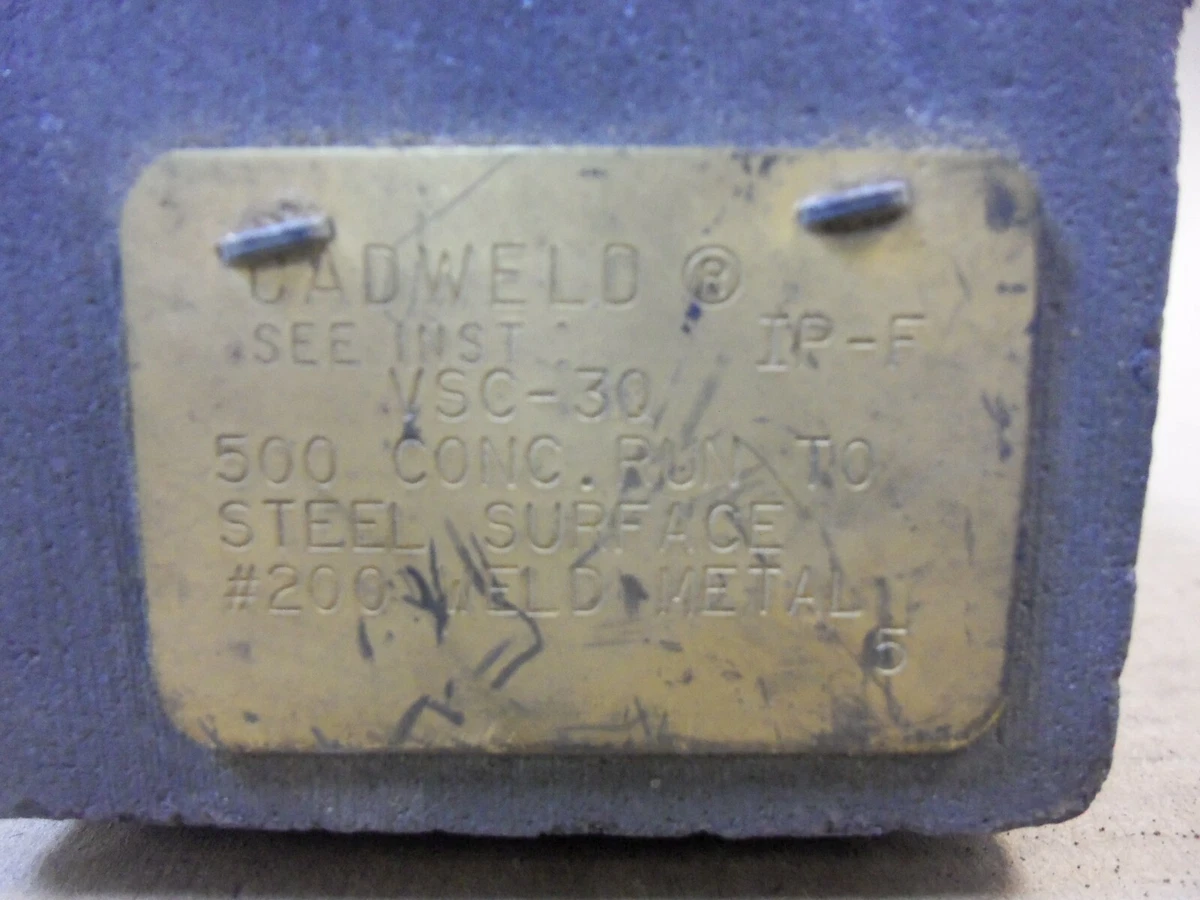 CADWELD ®
SEE INST. IP-F
VSC-30
500 CONC.RUN TO
STEEL SURFACE
#200 WELD METAL
5